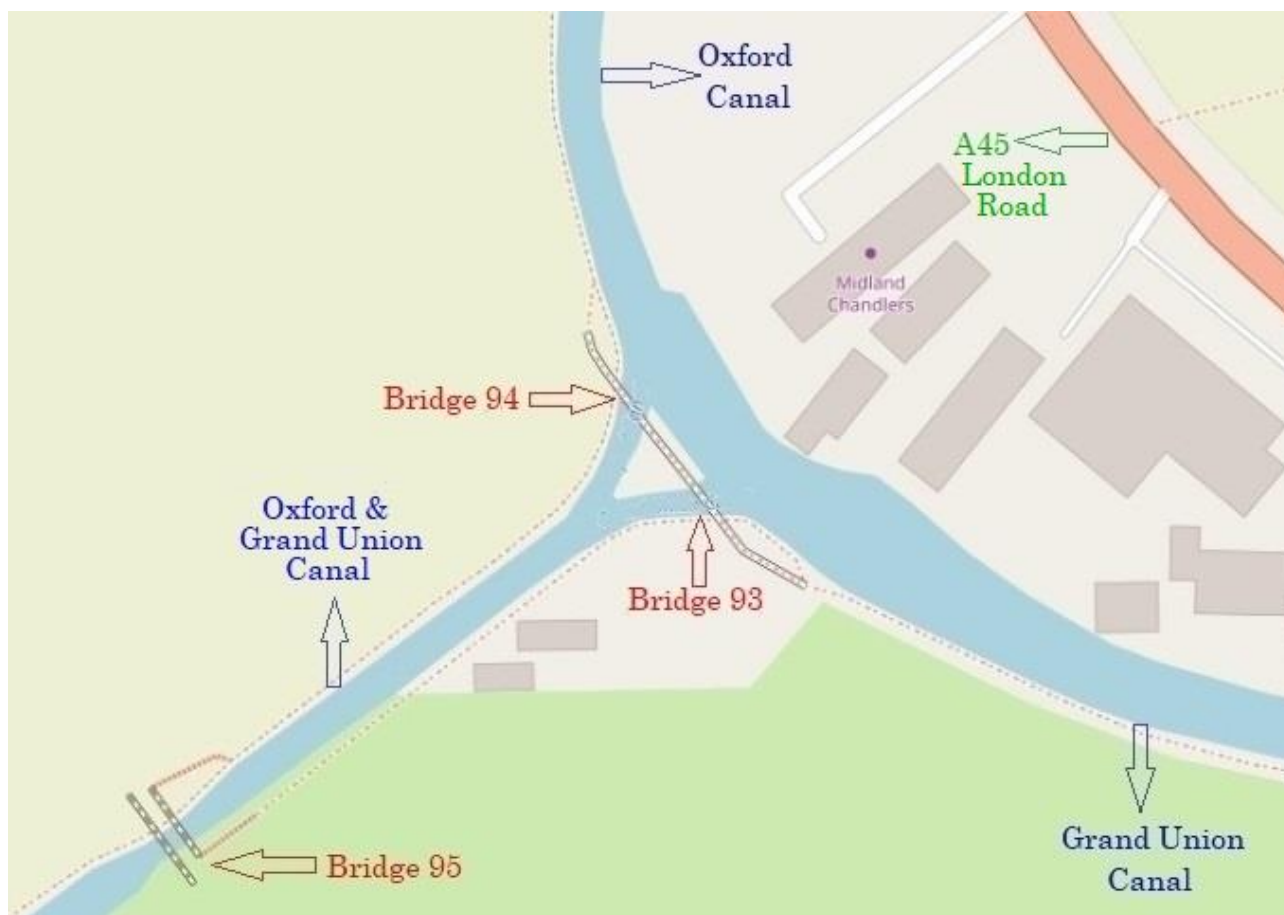 Oxford
Canal
A45
London
Road
Midland
Chandlers
Bridge 94
Oxford &
Grand Union
Canal
Bridge 93
Bridge 95
Grand Union
Canal